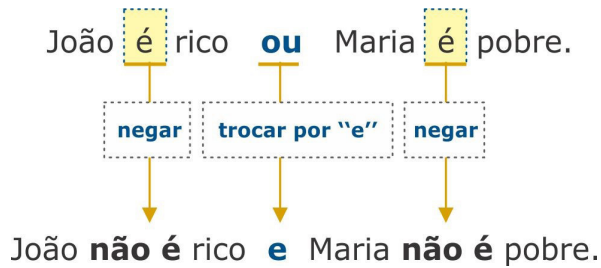 João é rico ou Maria é pobre.
negar trocar por “e” negar
João não é rico e Maria não é pobre.